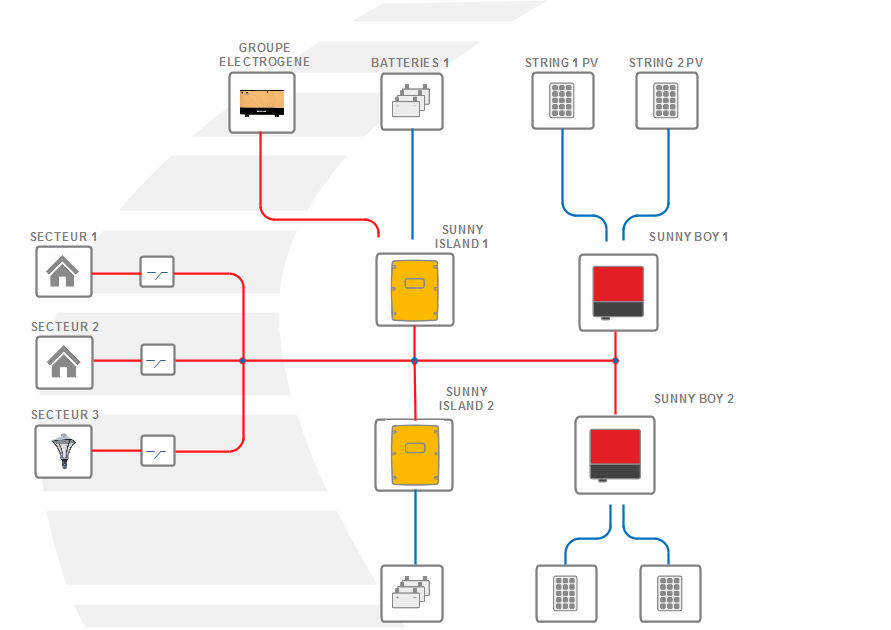 GROUPE
ELECTROGENE
BATTERIES 1
STRING 1 PV
STRING 2 PV
SECTEUR 1
SUNNY
ISLAND 1
SUNNY BOY 1
SECTEUR 2
SECTEUR 3
SUNNY
ISLAND 2
SUNNY BOY 2